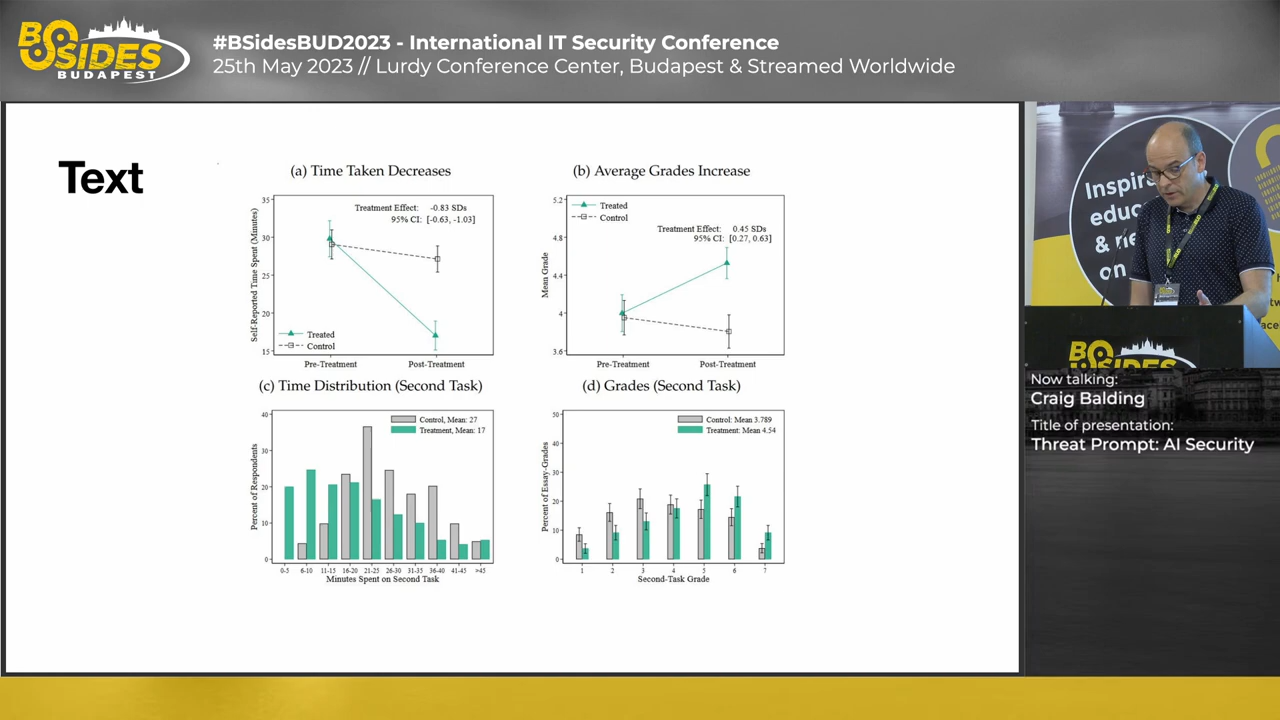 BSIDES
BUDAPEST
#BSidesBUD2023 - International IT Security Conference
25th May 2023 // Lurdy Conference Center, Budapest & Streamed Worldwide
Text
(a) Time Taken Decreases
Self-Reported Time Spent (Minutes)
35
30
25
20
15
Treatment Effect: -0.83 SDs
95% CI: [-0.63, -1.03]
Treated
Control
Pre-Treatment
Post-Treatment
(b) Average Grades Increase
Mean Grade
5.2
4.8
4.4
4
3.6
Treated
Control
Treatment Effect: 0.45 SDs
95% CI: [0.27, 0.63]
Pre-Treatment
Post-Treatment
(c) Time Distribution (Second Task)
Percent of Respondents
40
30
20
10
0
Control, Mean: 27
Treatment, Mean: 17
0-5 6-10 11-15 16-20 21-25 26-30 31-35 36-40 41-45 >45
Minutes Spent on Second Task
(d) Grades (Second Task)
Percent of Essay-Grades
50
40
30
20
10
0
Control: Mean 3.789
Treatment: Mean 4.54
1 2 3 4 5 6 7
Second-Task Grade
Inspir
educ
& ne
on
BSIDES
Now talking:
Craig Balding
Title of presentation:
Threat Prompt: AI Security